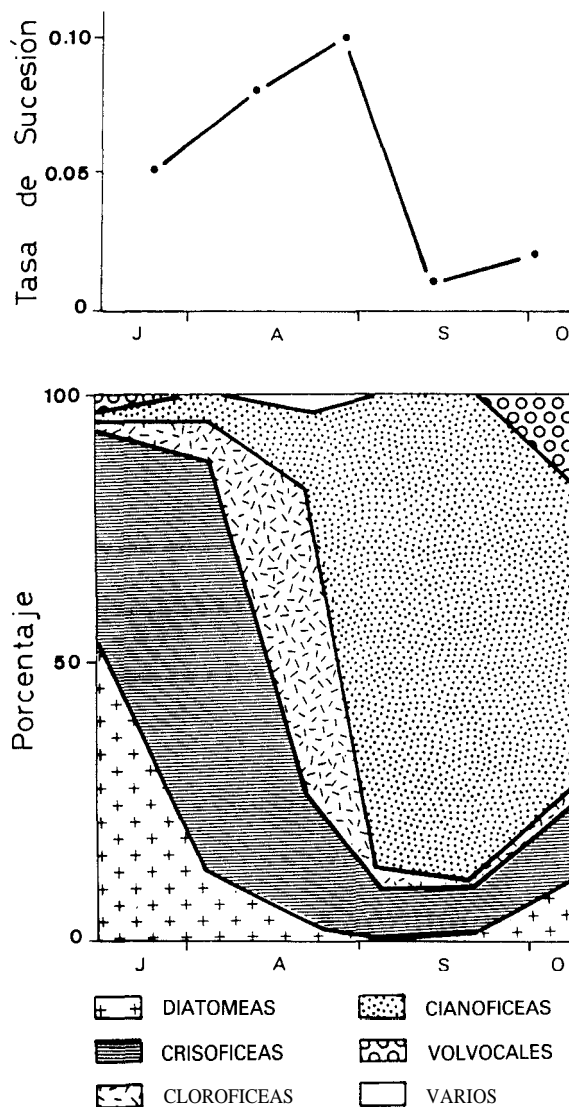 Tasa de Sucesión
0.10
0.05
0
J A S O
Porcentaje
100
50
0
J A S O
DIATOMEAS CIANOFICEAS
CRISOFICEAS VOLVOCALES
CLOROFICEAS VARIOS